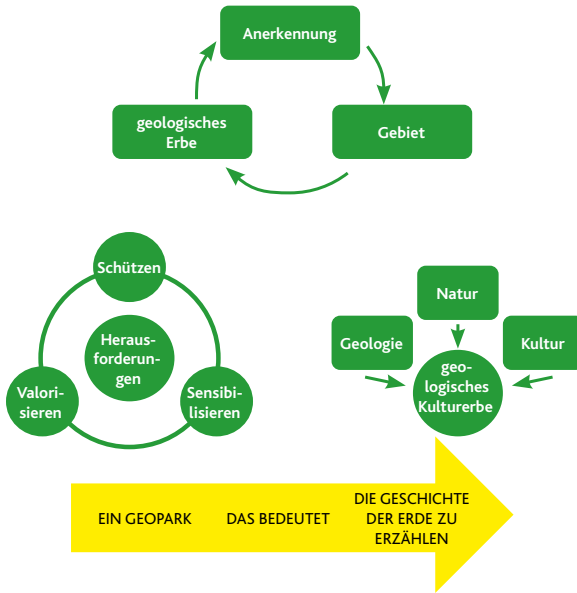 Anerkennung
geologisches
Erbe
Gebiet
Schützen
Heraus-
forderun-
gen
Valori-
sieren
Sensibi-
lisieren
Natur
Geologie
Kultur
geo-
logisches
Kulturerbe
EIN GEOPARK
DAS BEDEUTET
DIE GESCHICHTE
DER ERDE ZU
ERZÄHLEN